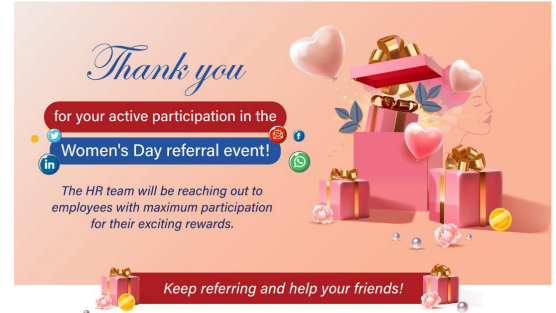 Thank you
for your active participation in the
Women's Day referral event!
The HR team will be reaching out to
employees with maximum participation
for their exciting rewards.
Keep referring and help your friends!